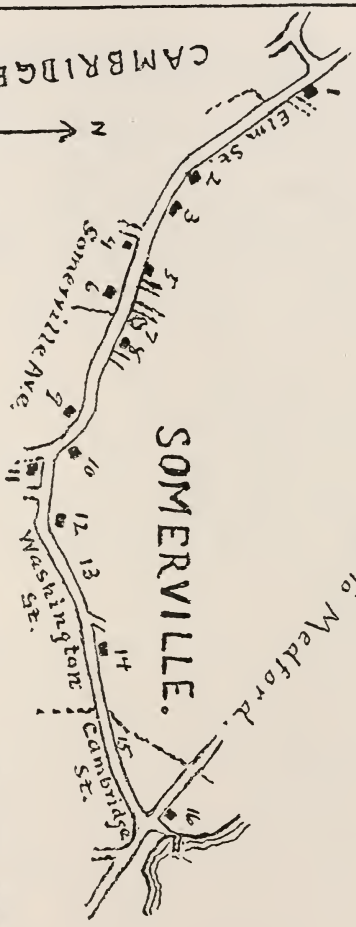 CAMBRIDGE
N
1
Elm St.
2
3
4
5
6
7
8
Somerville Ave.
9
10
11
12
13
Washington St.
14
15
Cambridge St.
16
SOMERVILLE.
To Medford.